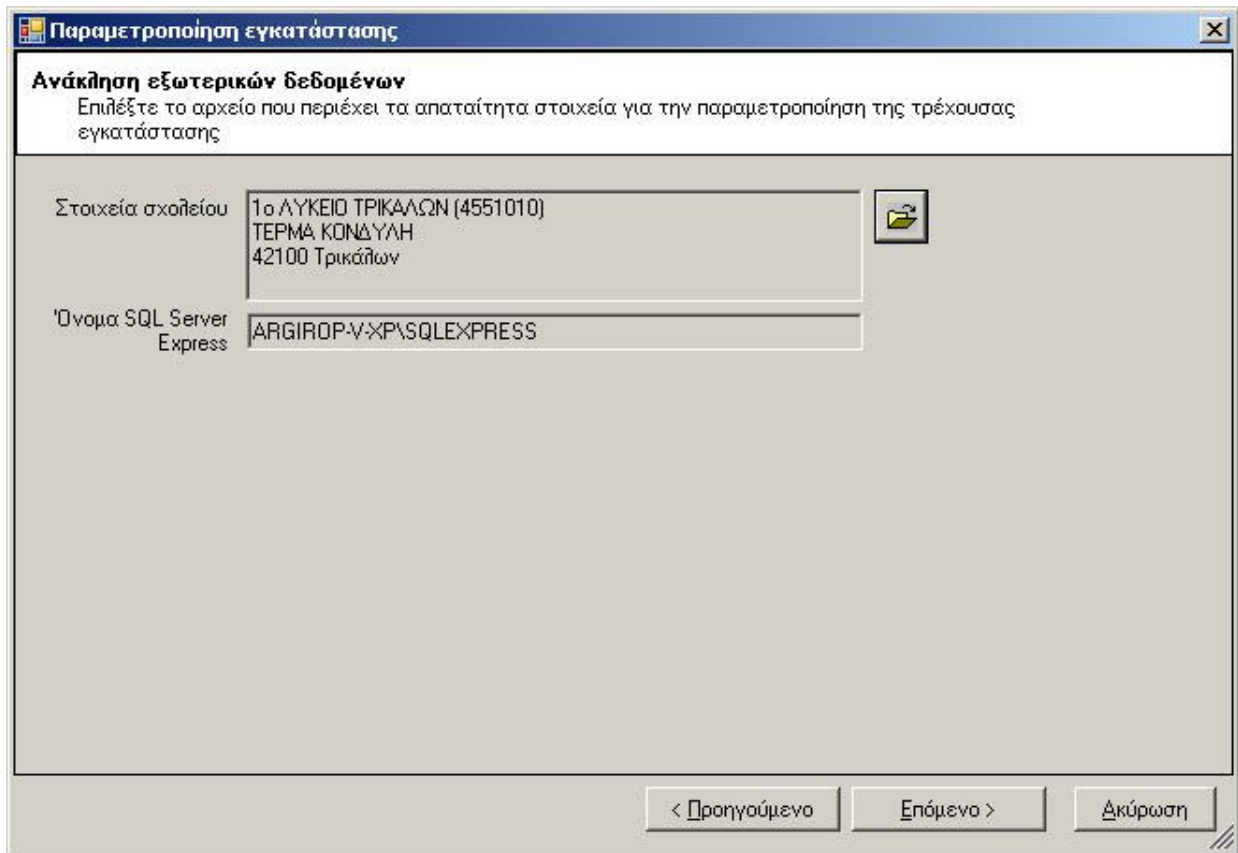 Παραμετροποίηση εγκατάστασης
Ανάκληση εξωτερικών δεδομένων
Επιλέξτε το αρχείο που περιέχει τα απαταίτητα στοιχεία για την παραμετροποίηση της τρέχουσας
εγκατάστασης
Στοιχεία σχολείου
1ο ΛΥΚΕΙΟ ΤΡΙΚΑΛΩΝ (4551010)
ΤΕΡΜΑ ΚΟΝΔΥΛΗ
42100 Τρικάλων
Όνομα SQL Server
Express
ARGIROP-V-XP\SQLEXPRESS
< Προηγούμενο
Επόμενο >
Ακύρωση